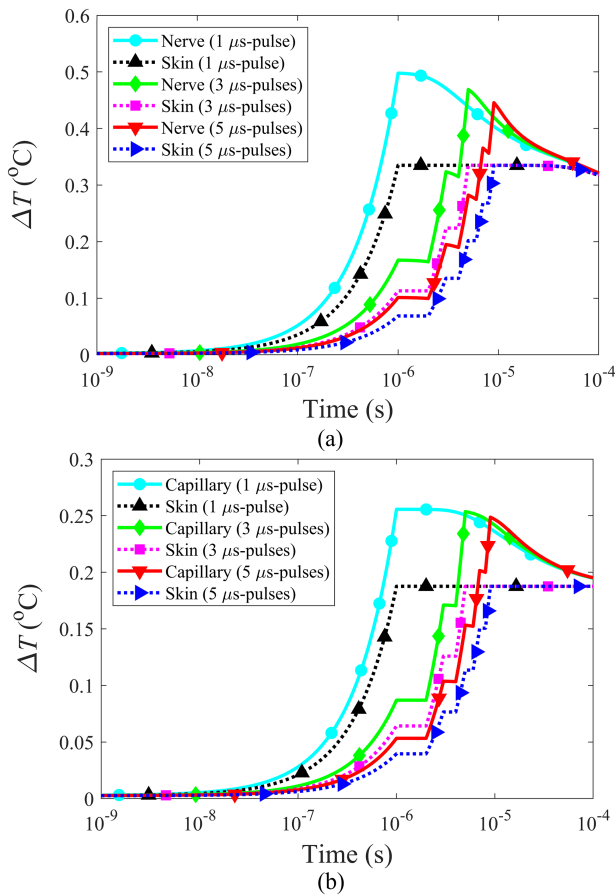 0.6
0.5
0.4
0.3
0.2
0.1
0
ΔT (°C)
Nerve (1 μs-pulse)
Skin (1 μs-pulse)
Nerve (3 μs-pulses)
Skin (3 μs-pulses)
Nerve (5 μs-pulses)
Skin (5 μs-pulses)
10⁻⁹ 10⁻⁸ 10⁻⁷ 10⁻⁶ 10⁻⁵ 10⁻⁴
Time (s)
(a)
0.3
0.25
0.2
0.15
0.1
0.05
0
ΔT (°C)
Capillary (1 μs-pulse)
Skin (1 μs-pulse)
Capillary (3 μs-pulses)
Skin (3 μs-pulses)
Capillary (5 μs-pulses)
Skin (5 μs-pulses)
10⁻⁹ 10⁻⁸ 10⁻⁷ 10⁻⁶ 10⁻⁵ 10⁻⁴
Time (s)
(b)